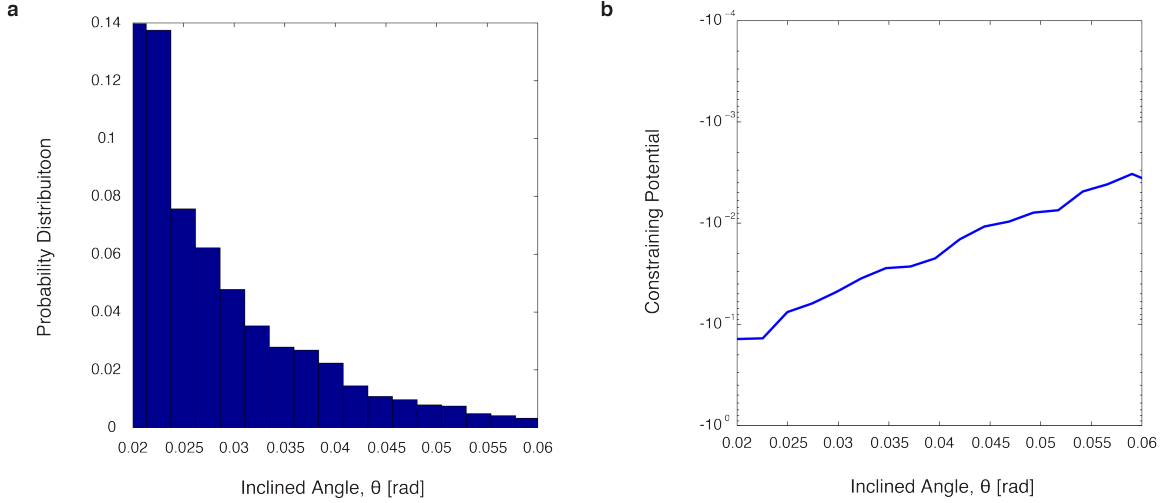 a
0.14
0.12
0.1
0.08
0.06
0.04
0.02
0
Probability Distribuitoon
0.02 0.025 0.03 0.035 0.04 0.045 0.05 0.055 0.06
Inclined Angle, θ [rad]
b
-10⁻⁴
-10⁻³
-10⁻²
-10⁻¹
-10⁰
Constraining Potential
0.02 0.025 0.03 0.035 0.04 0.045 0.05 0.055 0.06
Inclined Angle, θ [rad]